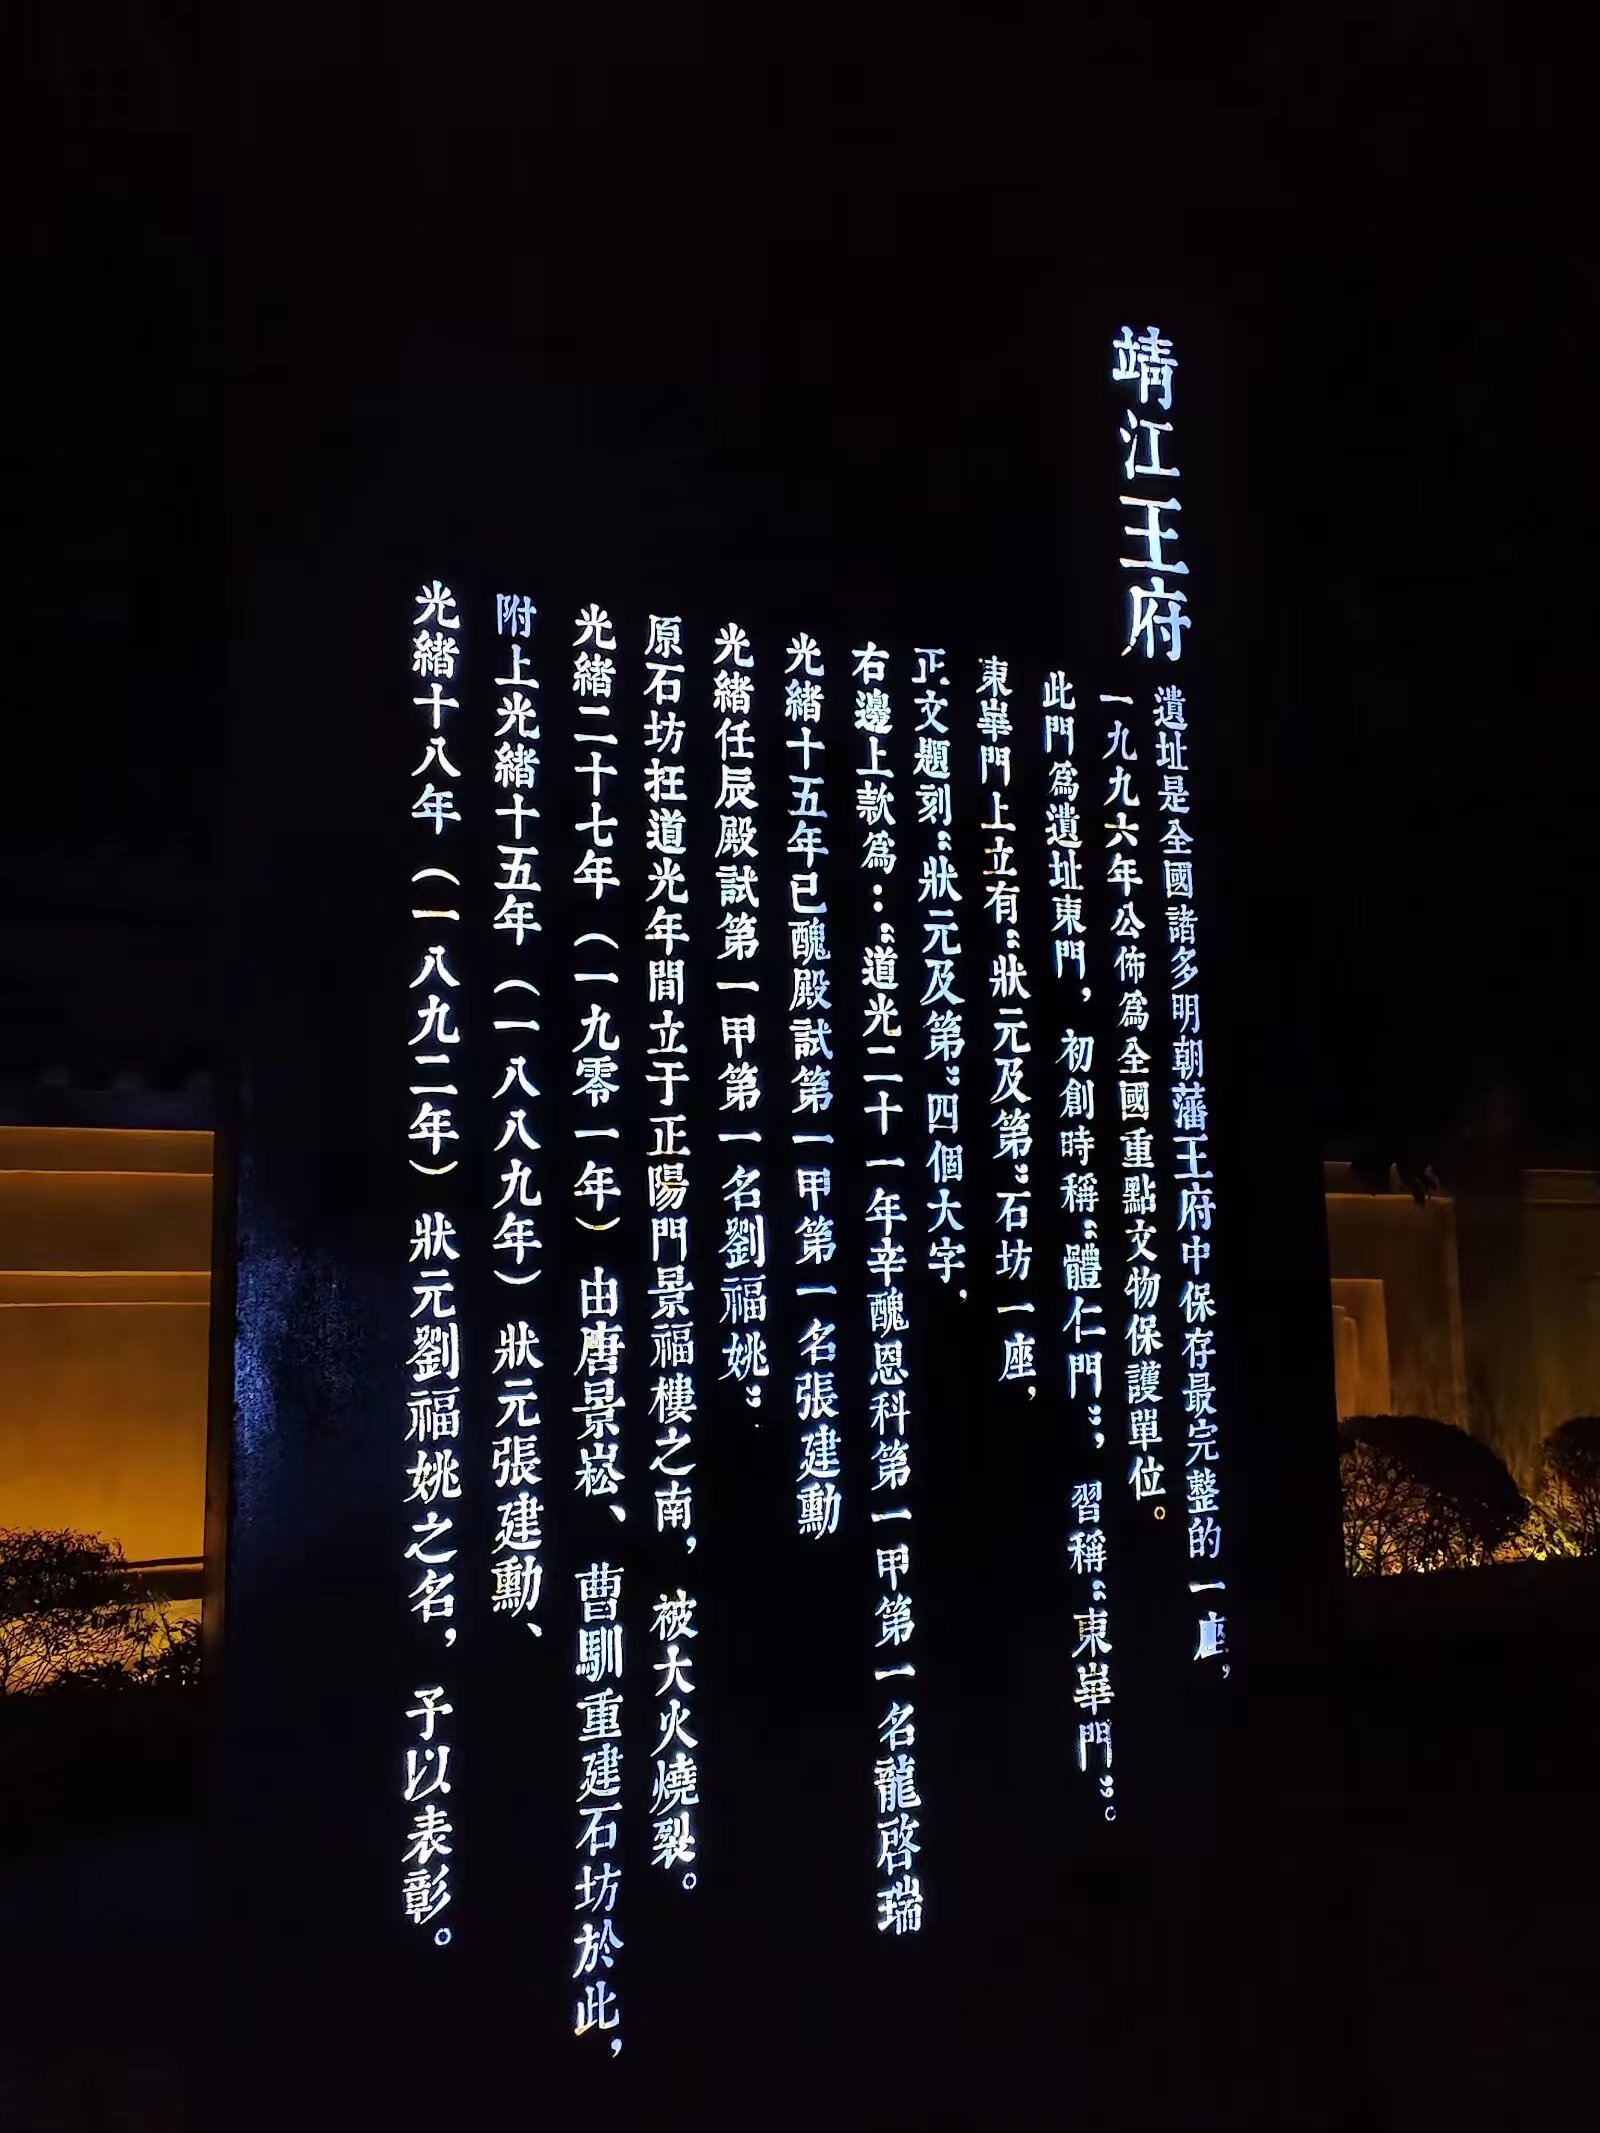 靖江王府遺址是全國諸多明朝藩王府中保存最完整的一座，
一九九六年公佈爲全國重點文物保護單位。
此門爲遺址東門，初創時稱“體仁門”，習稱“東崋門”。
東崋門上立有“狀元及第”石坊一座，
正文題刻“狀元及第”四個大字，
右邊上款爲：“道光二十一年辛醜恩科第一甲第一名龍啓瑞
光緒十五年已醜殿試第一甲第一名張建勳
光緒任辰殿試第一甲第一名劉福姚”
原石坊在道光年間立于正陽門景福樓之南，被大火燒裂。
光緒二十七年（一九零一年）由唐景崧、曹馴重建石坊於此，
附上光緒十五年（一八八九年）狀元張建勳、
光緒十八年（一八九二年）狀元劉福姚之名，予以表彰。